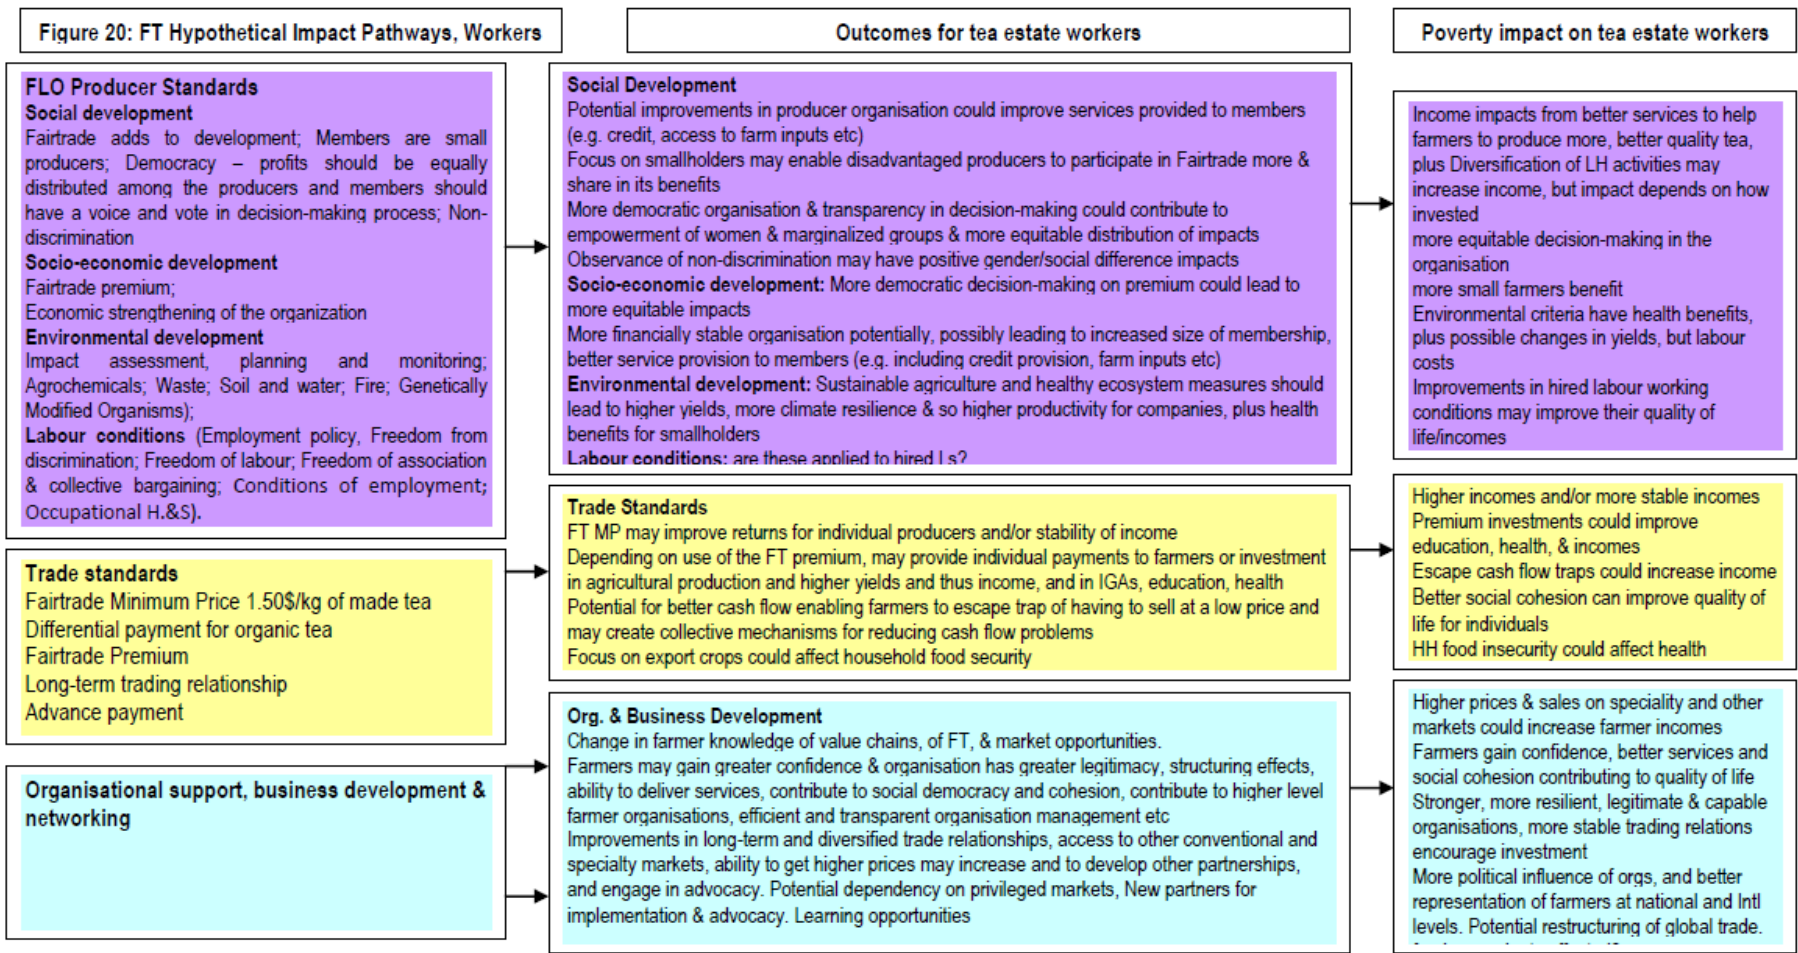 Figure 20: FT Hypothetical Impact Pathways, Workers
Outcomes for tea estate workers
Poverty impact on tea estate workers
FLO Producer Standards
Social development
Fairtrade adds to development; Members are small
producers; Democracy – profits should be equally
distributed among the producers and members should
have a voice and vote in decision-making process; Non-
discrimination
Socio-economic development
Fairtrade premium;
Economic strengthening of the organization
Environmental development
Impact assessment, planning and monitoring;
Agrochemicals; Waste; Soil and water; Fire; Genetically
Modified Organisms);
Labour conditions (Employment policy, Freedom from
discrimination; Freedom of labour; Freedom of association
& collective bargaining; Conditions of employment;
Occupational H.&S).
Social Development
Potential improvements in producer organisation could improve services provided to members
(e.g. credit, access to farm inputs etc)
Focus on smallholders may enable disadvantaged producers to participate in Fairtrade more &
share in its benefits
More democratic organisation & transparency in decision-making could contribute to
empowerment of women & marginalized groups & more equitable distribution of impacts
Observance of non-discrimination may have positive gender/social difference impacts
Socio-economic development: More democratic decision-making on premium could lead to
more equitable impacts
More financially stable organisation potentially, possibly leading to increased size of membership,
better service provision to members (e.g. including credit provision, farm inputs etc)
Environmental development: Sustainable agriculture and healthy ecosystem measures should
lead to higher yields, more climate resilience & so higher productivity for companies, plus health
benefits for smallholders
Labour conditions: are these applied to hired Ls?
Income impacts from better services to help
farmers to produce more, better quality tea,
plus Diversification of LH activities may
increase income, but impact depends on how
invested
more equitable decision-making in the
organisation
more small farmers benefit
Environmental criteria have health benefits,
plus possible changes in yields, but labour
costs
Improvements in hired labour working
conditions may improve their quality of
life/incomes
Trade standards
Fairtrade Minimum Price 1.50$/kg of made tea
Differential payment for organic tea
Fairtrade Premium
Long-term trading relationship
Advance payment
Trade Standards
FT MP may improve returns for individual producers and/or stability of income
Depending on use of the FT premium, may provide individual payments to farmers or investment
in agricultural production and higher yields and thus income, and in IGAs, education, health
Potential for better cash flow enabling farmers to escape trap of having to sell at a low price and
may create collective mechanisms for reducing cash flow problems
Focus on export crops could affect household food security
Higher incomes and/or more stable incomes
Premium investments could improve
education, health, & incomes
Escape cash flow traps could increase income
Better social cohesion can improve quality of
life for individuals
HH food insecurity could affect health
Organisational support, business development &
networking
Org. & Business Development
Change in farmer knowledge of value chains, of FT, & market opportunities.
Farmers may gain greater confidence & organisation has greater legitimacy, structuring effects,
ability to deliver services, contribute to social democracy and cohesion, contribute to higher level
farmer organisations, efficient and transparent organisation management etc
Improvements in long-term and diversified trade relationships, access to other conventional and
specialty markets, ability to get higher prices may increase and to develop other partnerships,
and engage in advocacy. Potential dependency on privileged markets, New partners for
implementation & advocacy. Learning opportunities
Higher prices & sales on speciality and other
markets could increase farmer incomes
Farmers gain confidence, better services and
social cohesion contributing to quality of life
Stronger, more resilient, legitimate & capable
organisations, more stable trading relations
encourage investment
More political influence of orgs, and better
representation of farmers at national and Intl
levels. Potential restructuring of global trade.